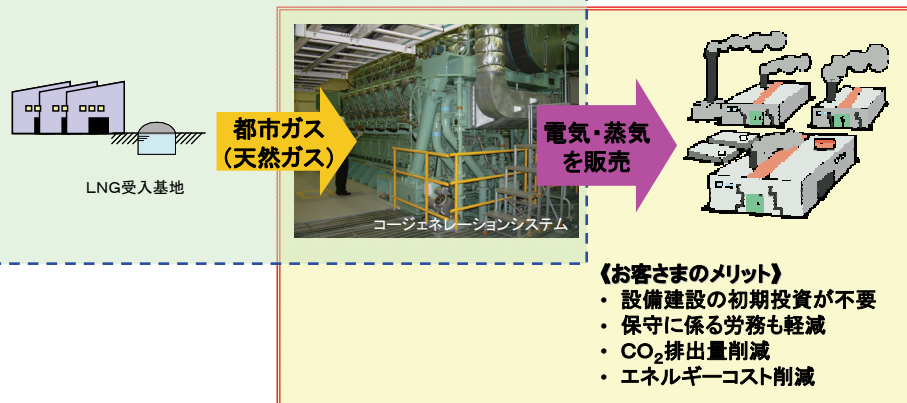 LNG受入基地
都市ガス
(天然ガス)
コージェネレーションシステム
電気・蒸気
を販売
《お客さまのメリット》
・ 設備建設の初期投資が不要
・ 保守に係る労務も軽減
・ CO₂排出量削減
・ エネルギーコスト削減